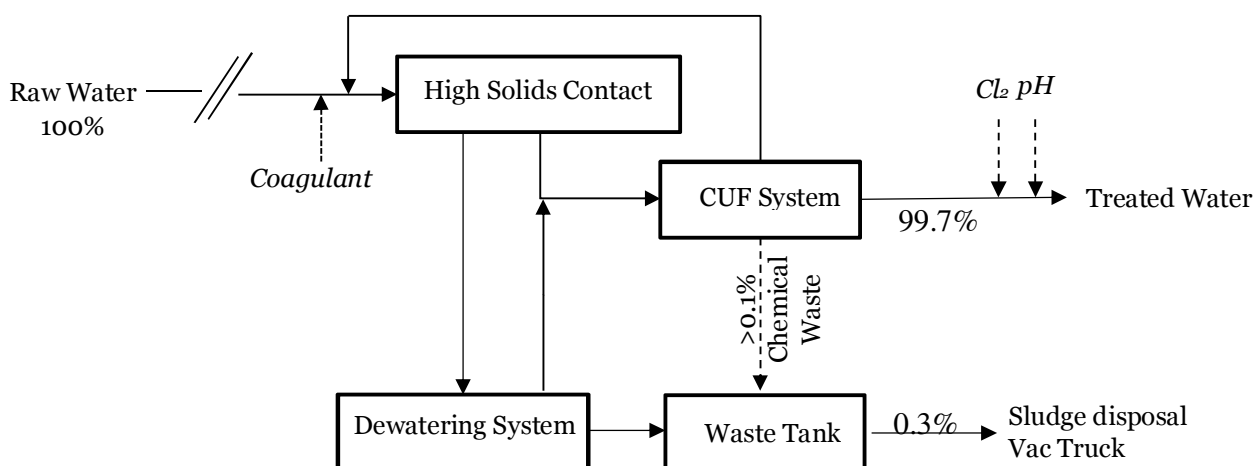 High Solids Contact
Raw Water
100%
Cl₂ pH
Coagulant
CUF System
99.7%
Treated Water
>0.1%
Chemical
Waste
Dewatering System
Waste Tank
0.3%
Sludge disposal
Vac Truck